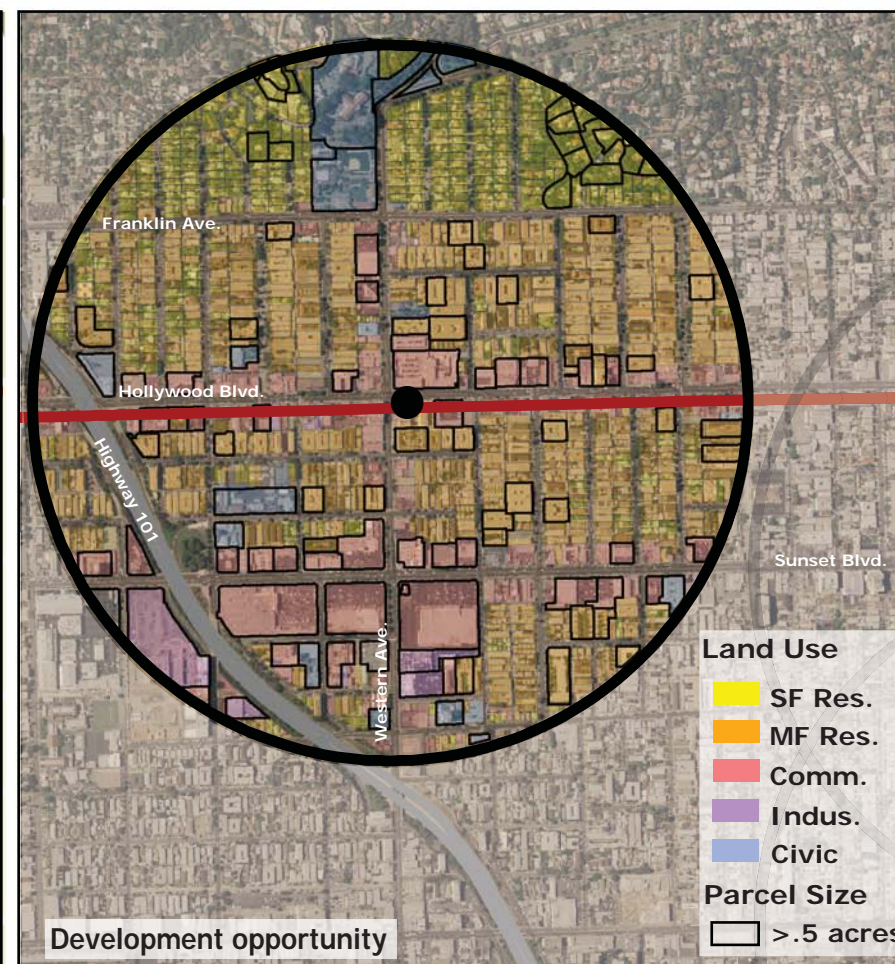 Franklin Ave.
Hollywood Blvd.
Highway 101
Sunset Blvd.
Western Ave.
Land Use
SF Res.
MF Res.
Comm.
Indus.
Civic
Parcel Size
>.5 acres
Development opportunity